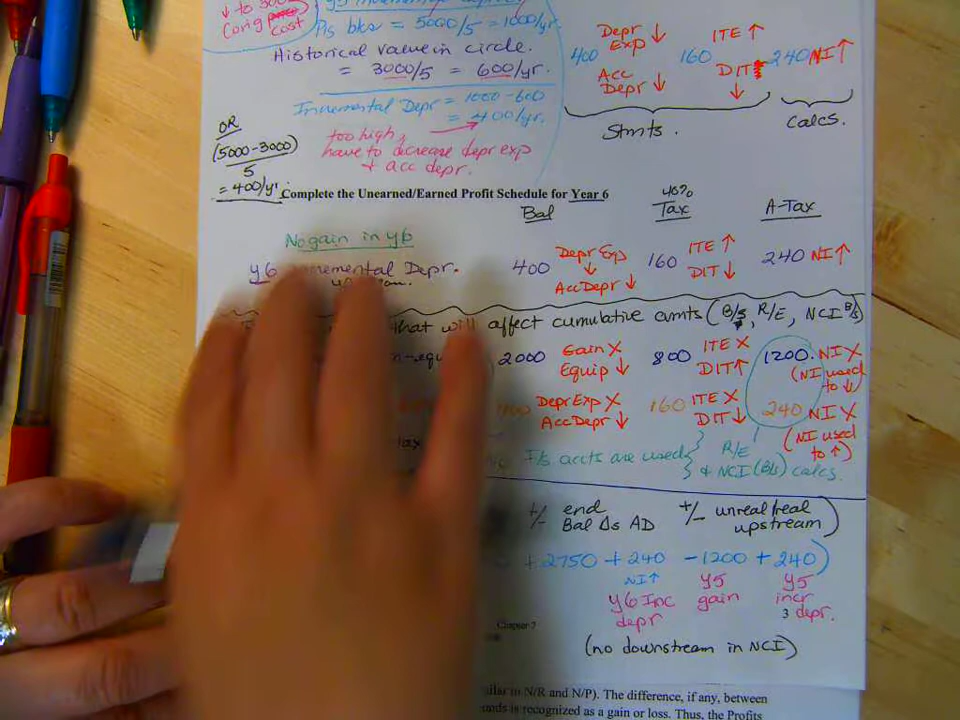 ↓ to 3000
(orig
cost
As bks = 5000/5 = 1000/yr.
Historical value in circle.
= 3000/5 = 600/yr.
Incremental Depr = 1000 - 600
= 400/yr.
too high,
have to decrease depr exp
+ acc depr.
OR
(5000-3000)
5
= 400/yr
400 Depr Exp ↓ 160 ITE ↑ 240 NI ↑
Acc Depr ↓ DIT ↓
Stmts. Calcs.
Complete the Unearned/Earned Profit Schedule for Year 6
Bal 40% Tax A-Tax
No gain in y6
y6 Incremental Depr. 400 Depr Exp ↓ 160 ITE ↑ 240 NI ↑
AccDepr ↓ DIT ↓
that will affect cumulative amts (B/S, R/E, NCI B/S)
2000 Gain X 800 ITE X 1200 NI X
Equip ↓ DIT ↑ (NI used to ↓)
Depr Exp X 160 ITE X 240 NI X
AccDepr ↓ DIT ↓ (NI used to ↑)
I/S accts are used R/E
& NCI (B/S) calcs.
+/- end Bal Δs AD +/- unreal/real upstream)
+ 2750 + 240 - 1200 + 240)
NI ↑ Y5 Y5
Y6 Inc depr gain incr depr.
3
Chapter 7
(no downstream in NCI)
to N/R and N/P). The difference, if any, between
is recognized as a gain or loss. Thus, the Profits